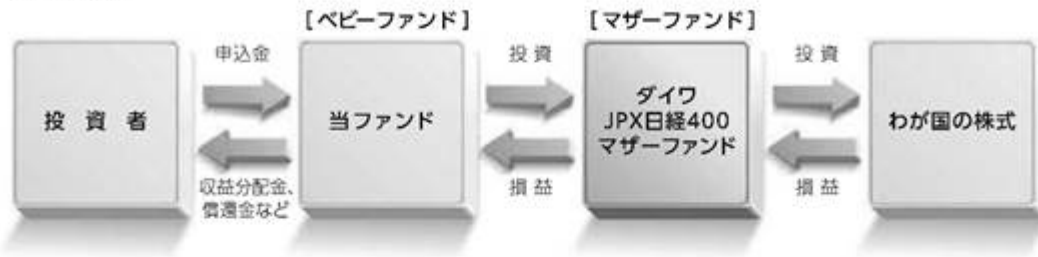 [ベビーファンド]
[マザーファンド]
申込金
投資
投資
投資者
当ファンド
ダイワ
JPX日経400
マザーファンド
わが国の株式
収益分配金、
償還金など
損益
損益